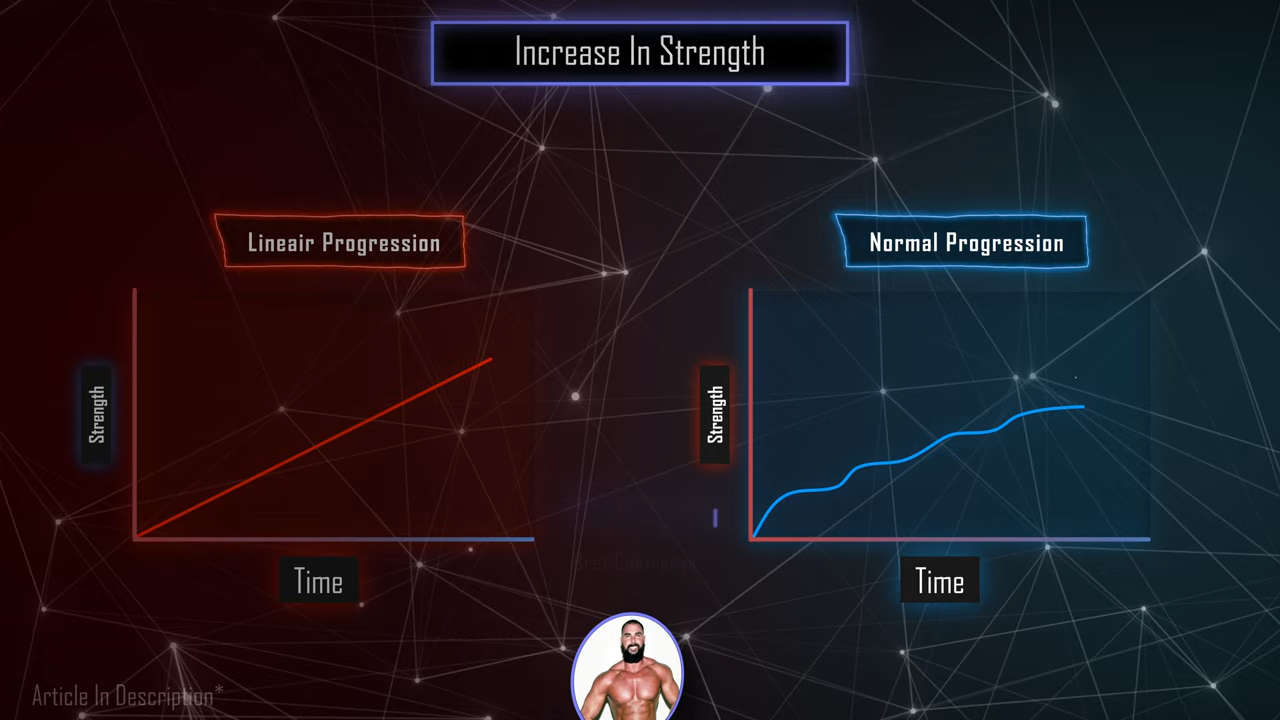 Increase In Strength
Lineair Progression
Normal Progression
Strength
Strength
Time
Time
Article In Description*